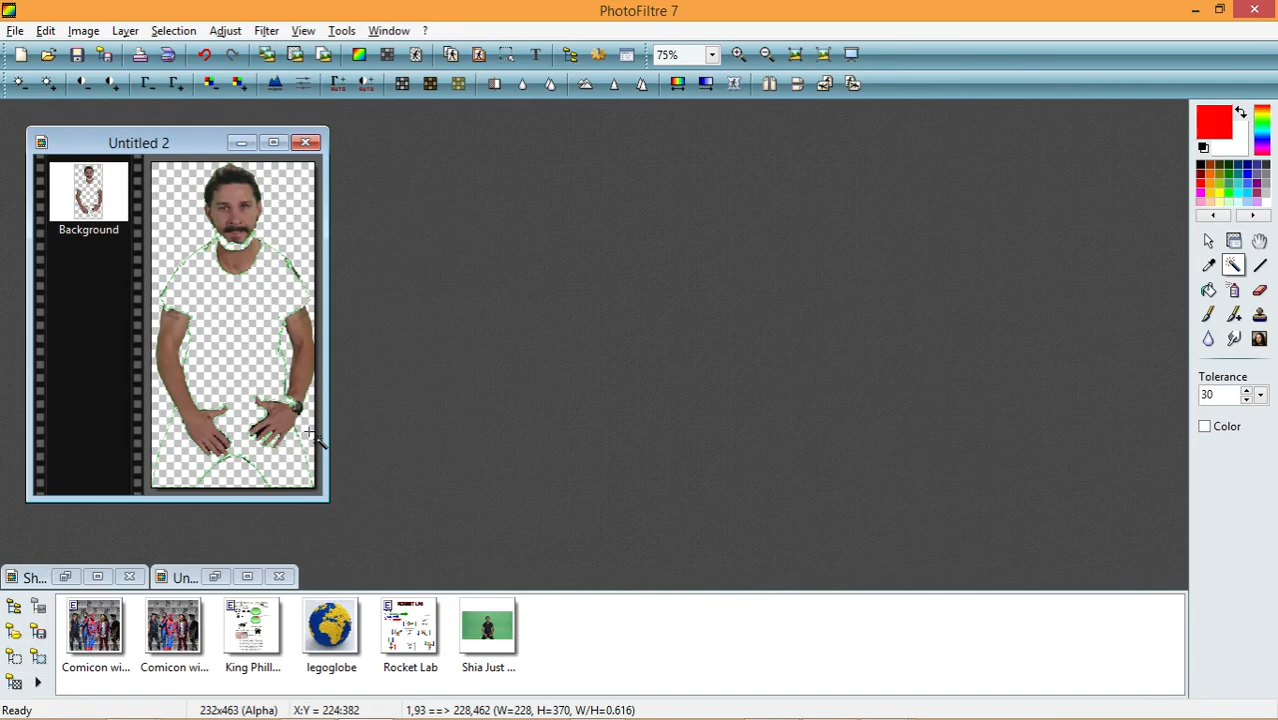 PhotoFiltre 7
File Edit Image Layer Selection Adjust Filter View Tools Window ?
75%
Untitled 2
Background
Tolerance
30
Color
Sh... Un...
Comicon wi... Comicon wi... King Phill... legoglobe Rocket Lab Shia Just ...
Ready 232x463 (Alpha) X:Y = 224:382 1,93 ==> 228,462 (W=228, H=370, W/H=0.616)